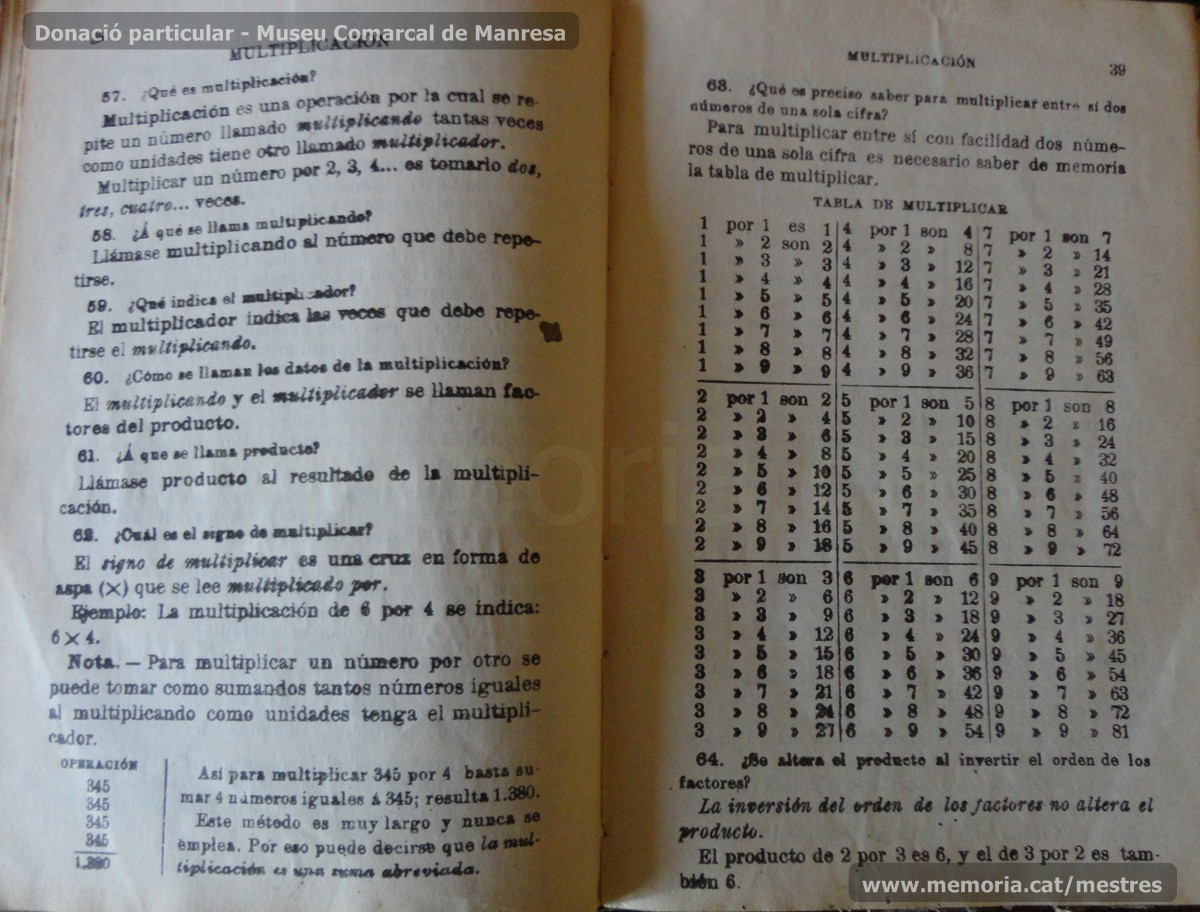 Donació particular - Museu Comarcal de Manresa
MULTIPLICACIÓN
57. ¿Qué es multiplicación?
Multiplicación es una operación por la cual se re-
pite un número llamado multiplicando tantas veces
como unidades tiene otro llamado multiplicador.
Multiplicar un número por 2, 3, 4... es tomarlo dos,
tres, cuatro... veces.
58. ¿Á qué se llama multiplicando?
Llámase multiplicando al número que debe repe-
tirse.
59. ¿Qué indica el multiplicador?
El multiplicador indica las veces que debe repe-
tirse el multiplicando.
60. ¿Cómo se llaman los datos de la multiplicación?
El multiplicando y el multiplicador se llaman fac-
tores del producto.
61. ¿Á que se llama producto?
Llámase producto al resultado de la multipli-
cación.
62. ¿Cuál es el signo de multiplicar?
El signo de multiplicar es una cruz en forma de
aspa (×) que se lee multiplicado por.
Ejemplo: La multiplicación de 6 por 4 se indica:
6 × 4.
Nota. — Para multiplicar un número por otro se
puede tomar como sumandos tantos números iguales
al multiplicando como unidades tenga el multipli-
cador.
OPERACIÓN
345
345
345
345
1.380
Así para multiplicar 345 por 4 basta su-
mar 4 números iguales á 345; resulta 1.380.
Este método es muy largo y nunca se
emplea. Por eso puede decirse que la mul-
tiplicación es una suma abreviada.
MULTIPLICACIÓN 39
63. ¿Qué es preciso saber para multiplicar entre sí dos
números de una sola cifra?
Para multiplicar entre sí con facilidad dos núme-
ros de una sola cifra es necesario saber de memoria
la tabla de multiplicar.
TABLA DE MULTIPLICAR
1 por 1 es 1 4 por 1 son 4 7 por 1 son 7
1 » 2 son 2 4 » 2 » 8 7 » 2 » 14
1 » 3 » 3 4 » 3 » 12 7 » 3 » 21
1 » 4 » 4 4 » 4 » 16 7 » 4 » 28
1 » 5 » 5 4 » 5 » 20 7 » 5 » 35
1 » 6 » 6 4 » 6 » 24 7 » 6 » 42
1 » 7 » 7 4 » 7 » 28 7 » 7 » 49
1 » 8 » 8 4 » 8 » 32 7 » 8 » 56
1 » 9 » 9 4 » 9 » 36 7 » 9 » 63
2 por 1 son 2 5 por 1 son 5 8 por 1 son 8
2 » 2 » 4 5 » 2 » 10 8 » 2 » 16
2 » 3 » 6 5 » 3 » 15 8 » 3 » 24
2 » 4 » 8 5 » 4 » 20 8 » 4 » 32
2 » 5 » 10 5 » 5 » 25 8 » 5 » 40
2 » 6 » 12 5 » 6 » 30 8 » 6 » 48
2 » 7 » 14 5 » 7 » 35 8 » 7 » 56
2 » 8 » 16 5 » 8 » 40 8 » 8 » 64
2 » 9 » 18 5 » 9 » 45 8 » 9 » 72
3 por 1 son 3 6 por 1 son 6 9 por 1 son 9
3 » 2 » 6 6 » 2 » 12 9 » 2 » 18
3 » 3 » 9 6 » 3 » 18 9 » 3 » 27
3 » 4 » 12 6 » 4 » 24 9 » 4 » 36
3 » 5 » 15 6 » 5 » 30 9 » 5 » 45
3 » 6 » 18 6 » 6 » 36 9 » 6 » 54
3 » 7 » 21 6 » 7 » 42 9 » 7 » 63
3 » 8 » 24 6 » 8 » 48 9 » 8 » 72
3 » 9 » 27 6 » 9 » 54 9 » 9 » 81
64. ¿Se altera el producto al invertir el orden de los
factores?
La inversión del orden de los factores no altera el
producto.
El producto de 2 por 3 es 6, y el de 3 por 2 es tam-
bién 6.
www.memoria.cat/mestres